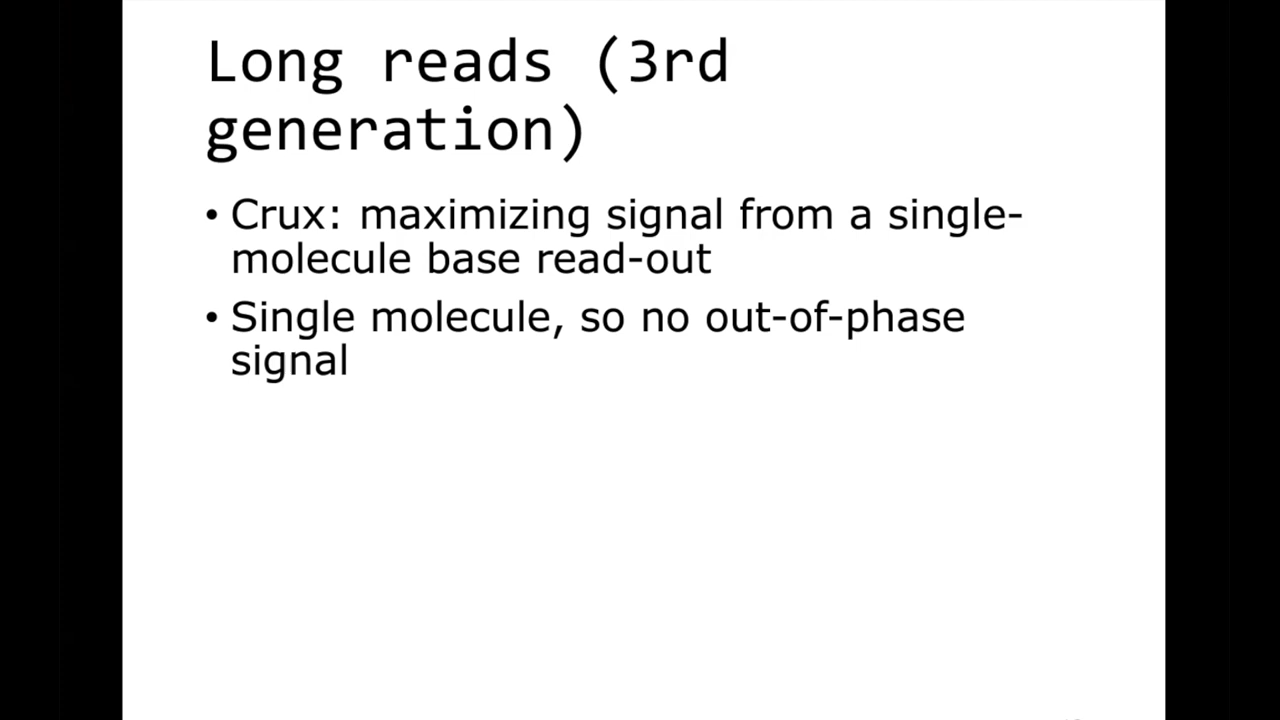 Long reads (3rd
generation)
• Crux: maximizing signal from a single-
molecule base read-out
• Single molecule, so no out-of-phase
signal